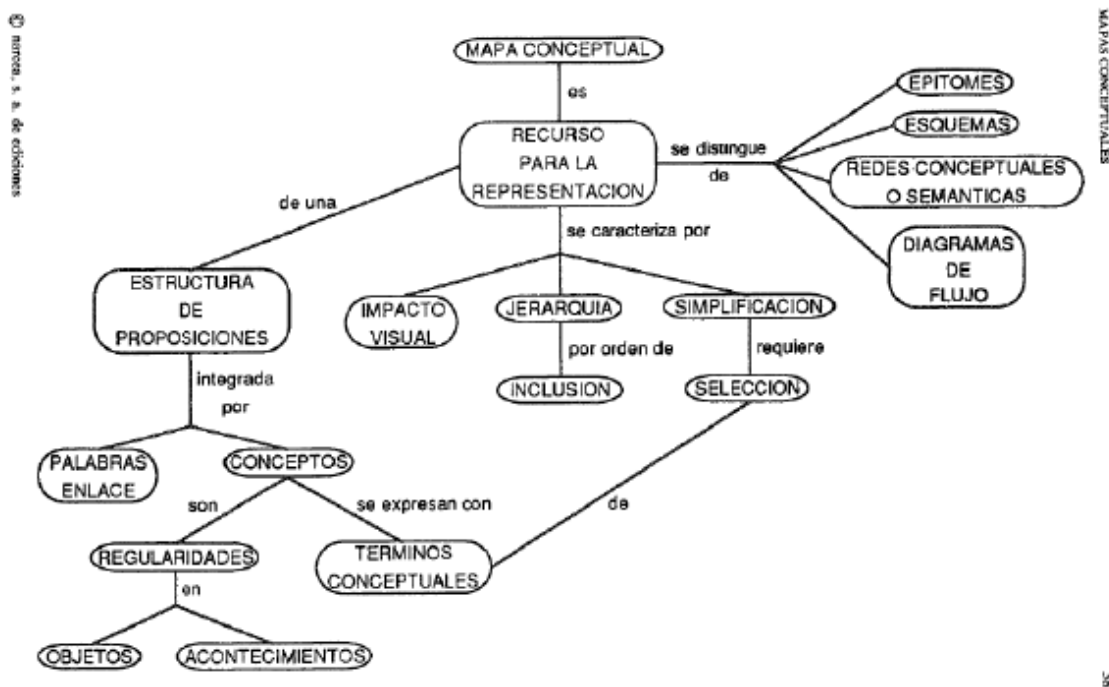 MAPAS CONCEPTUALES
MAPA CONCEPTUAL
es
RECURSO
PARA LA
REPRESENTACION
se distingue
de
EPITOMES
ESQUEMAS
REDES CONCEPTUALES
O SEMANTICAS
DIAGRAMAS
DE
FLUJO
de una
se caracteriza por
ESTRUCTURA
DE
PROPOSICIONES
IMPACTO
VISUAL
JERARQUIA
SIMPLIFICACION
por orden de
requiere
INCLUSION
SELECCION
integrada
por
PALABRAS
ENLACE
CONCEPTOS
son
se expresan con
de
REGULARIDADES
TERMINOS
CONCEPTUALES
en
OBJETOS
ACONTECIMIENTOS
© narcea, s. a. de ediciones